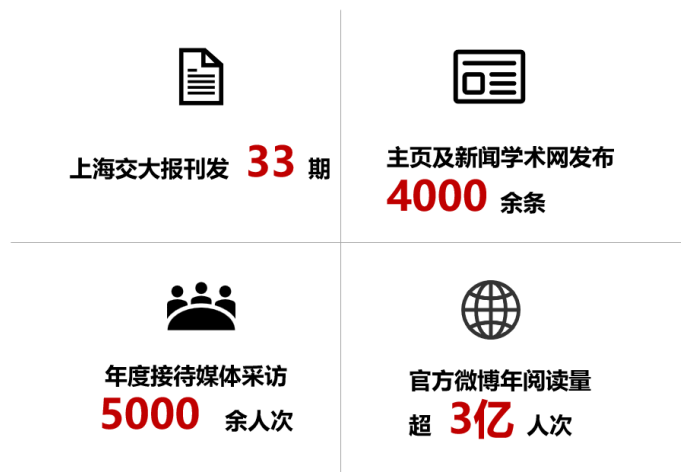 上海交大报刊发 33 期
主页及新闻学术网发布
4000 余条
年度接待媒体采访
5000 余人次
官方微博年阅读量
超 3亿 人次